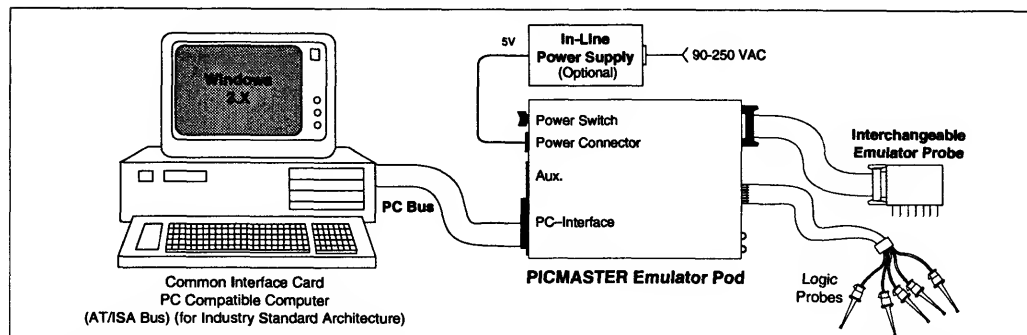 Windows
3.X
5V
In-Line
Power Supply
(Optional)
90-250 VAC
Power Switch
Power Connector
Aux.
PC-Interface
Interchangeable
Emulator Probe
PC Bus
PICMASTER Emulator Pod
Logic
Probes
Common Interface Card
PC Compatible Computer
(AT/ISA Bus) (for Industry Standard Architecture)